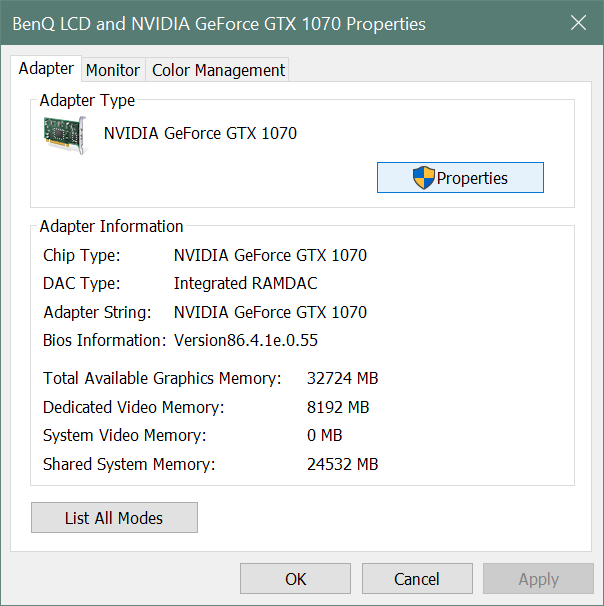 BenQ LCD and NVIDIA GeForce GTX 1070 Properties
Adapter Monitor Color Management
Adapter Type
NVIDIA GeForce GTX 1070
Properties
Adapter Information
Chip Type: NVIDIA GeForce GTX 1070
DAC Type: Integrated RAMDAC
Adapter String: NVIDIA GeForce GTX 1070
Bios Information: Version86.4.1e.0.55
Total Available Graphics Memory: 32724 MB
Dedicated Video Memory: 8192 MB
System Video Memory: 0 MB
Shared System Memory: 24532 MB
List All Modes
OK Cancel Apply